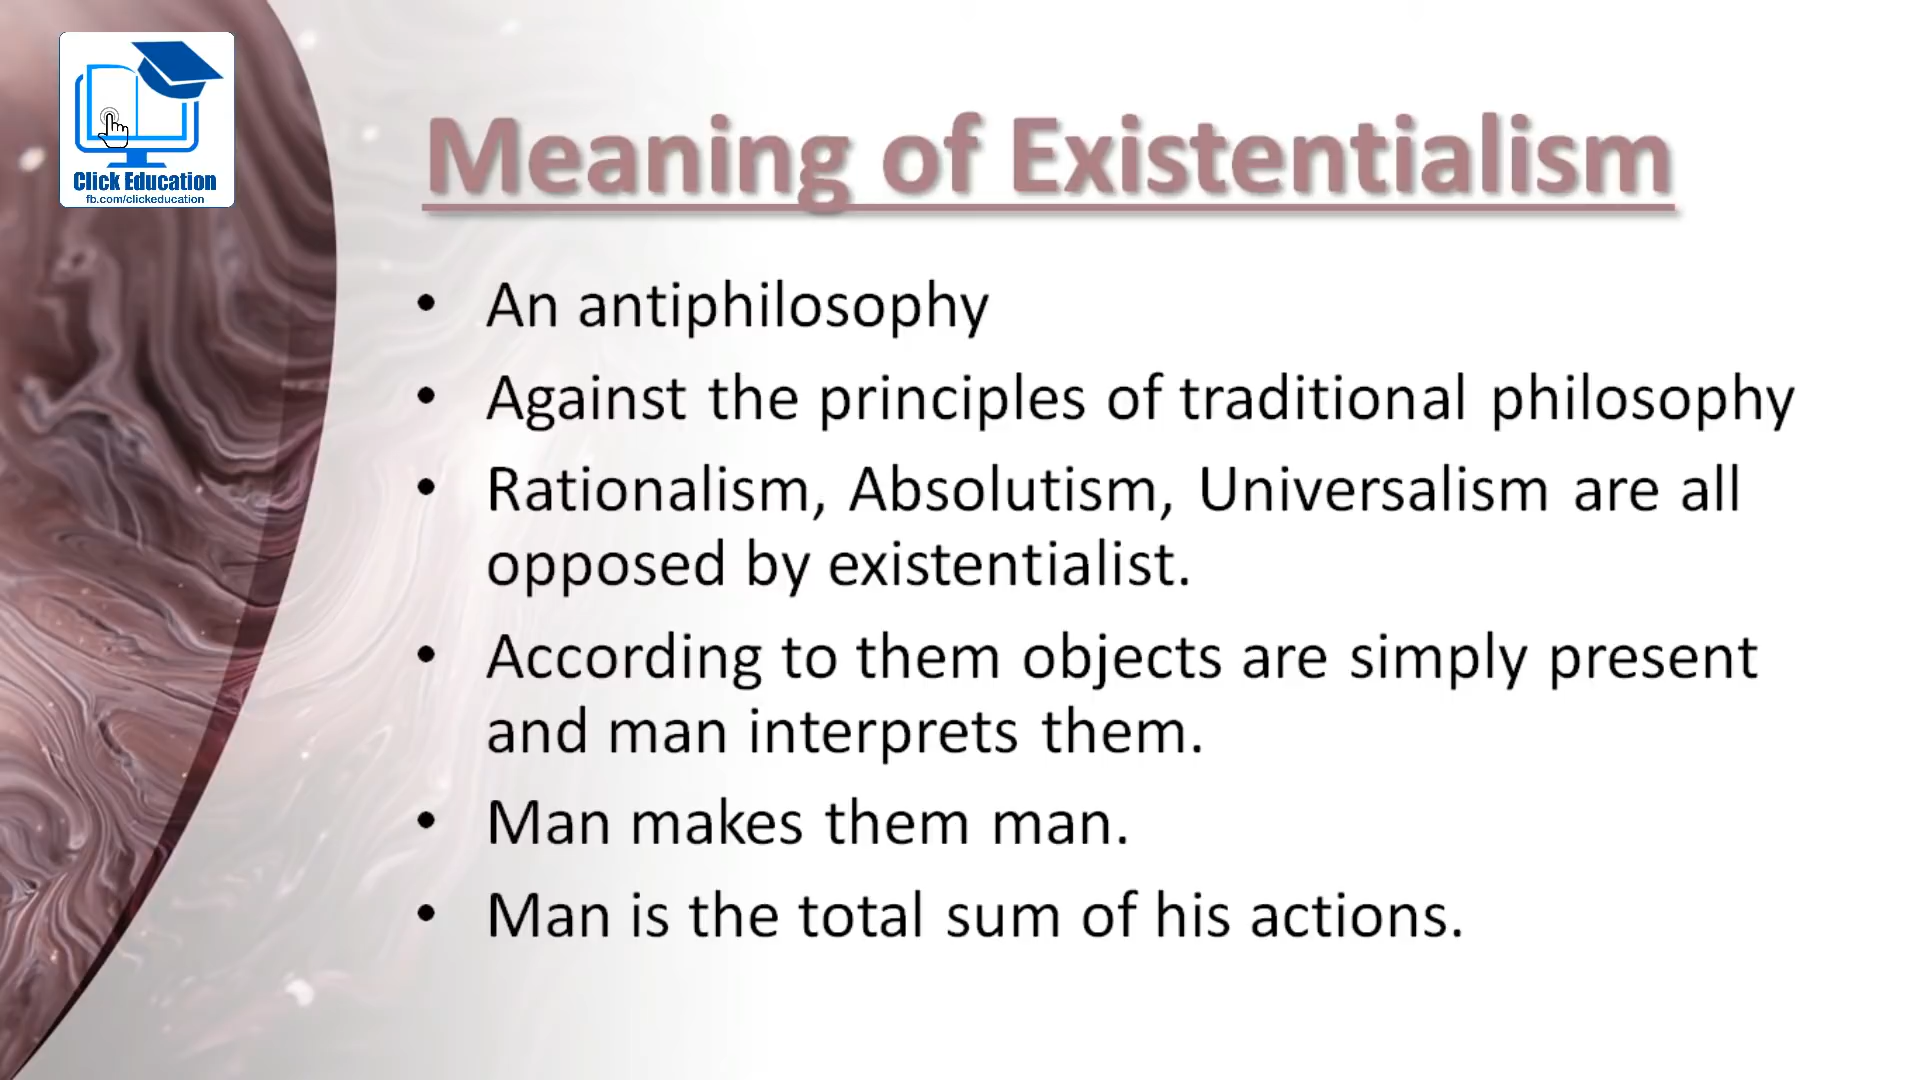 Click Education
fb.com/clickeducation
Meaning of Existentialism
• An antiphilosophy
• Against the principles of traditional philosophy
• Rationalism, Absolutism, Universalism are all
opposed by existentialist.
• According to them objects are simply present
and man interprets them.
• Man makes them man.
• Man is the total sum of his actions.